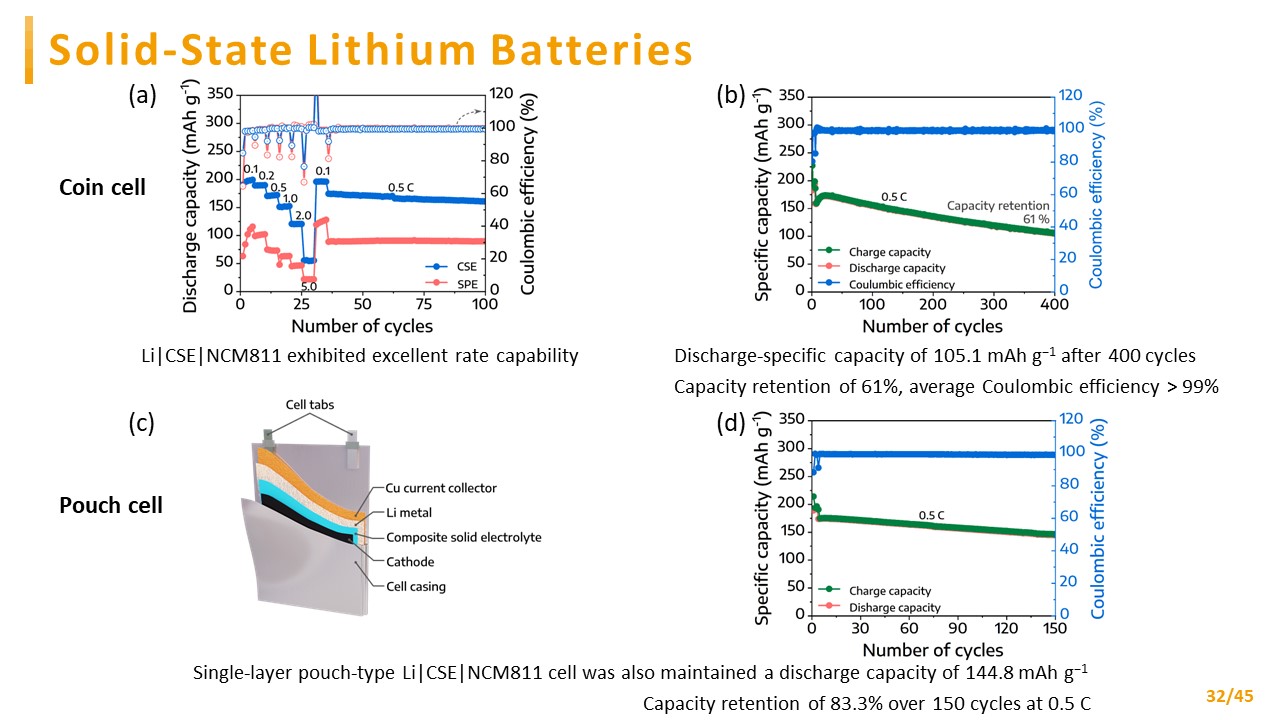 Solid-State Lithium Batteries
Coin cell
(a)
Discharge capacity (mAh g⁻¹)
350
300
250
200
150
100
50
0
0.1
0.2
0.5
1.0
2.0
5.0
0.1
0.5 C
CSE
SPE
120
100
80
60
40
20
0
Coulombic efficiency (%)
0
25
50
75
100
Number of cycles
Li|CSE|NCM811 exhibited excellent rate capability
(b)
Specific capacity (mAh g⁻¹)
350
300
250
200
150
100
50
0
0.5 C
Capacity retention
61 %
Charge capacity
Discharge capacity
Coulumbic efficiency
120
100
80
60
40
20
0
Coulombic efficiency (%)
0
100
200
300
400
Number of cycles
Discharge-specific capacity of 105.1 mAh g⁻¹ after 400 cycles
Capacity retention of 61%, average Coulombic efficiency > 99%
Pouch cell
(c)
Cell tabs
Cu current collector
Li metal
Composite solid electrolyte
Cathode
Cell casing
(d)
Specific capacity (mAh g⁻¹)
350
300
250
200
150
100
50
0
0.5 C
Charge capacity
Disharge capacity
120
100
80
60
40
20
0
Coulombic efficiency (%)
0
30
60
90
120
150
Number of cycles
Single-layer pouch-type Li|CSE|NCM811 cell was also maintained a discharge capacity of 144.8 mAh g⁻¹
Capacity retention of 83.3% over 150 cycles at 0.5 C
32/45